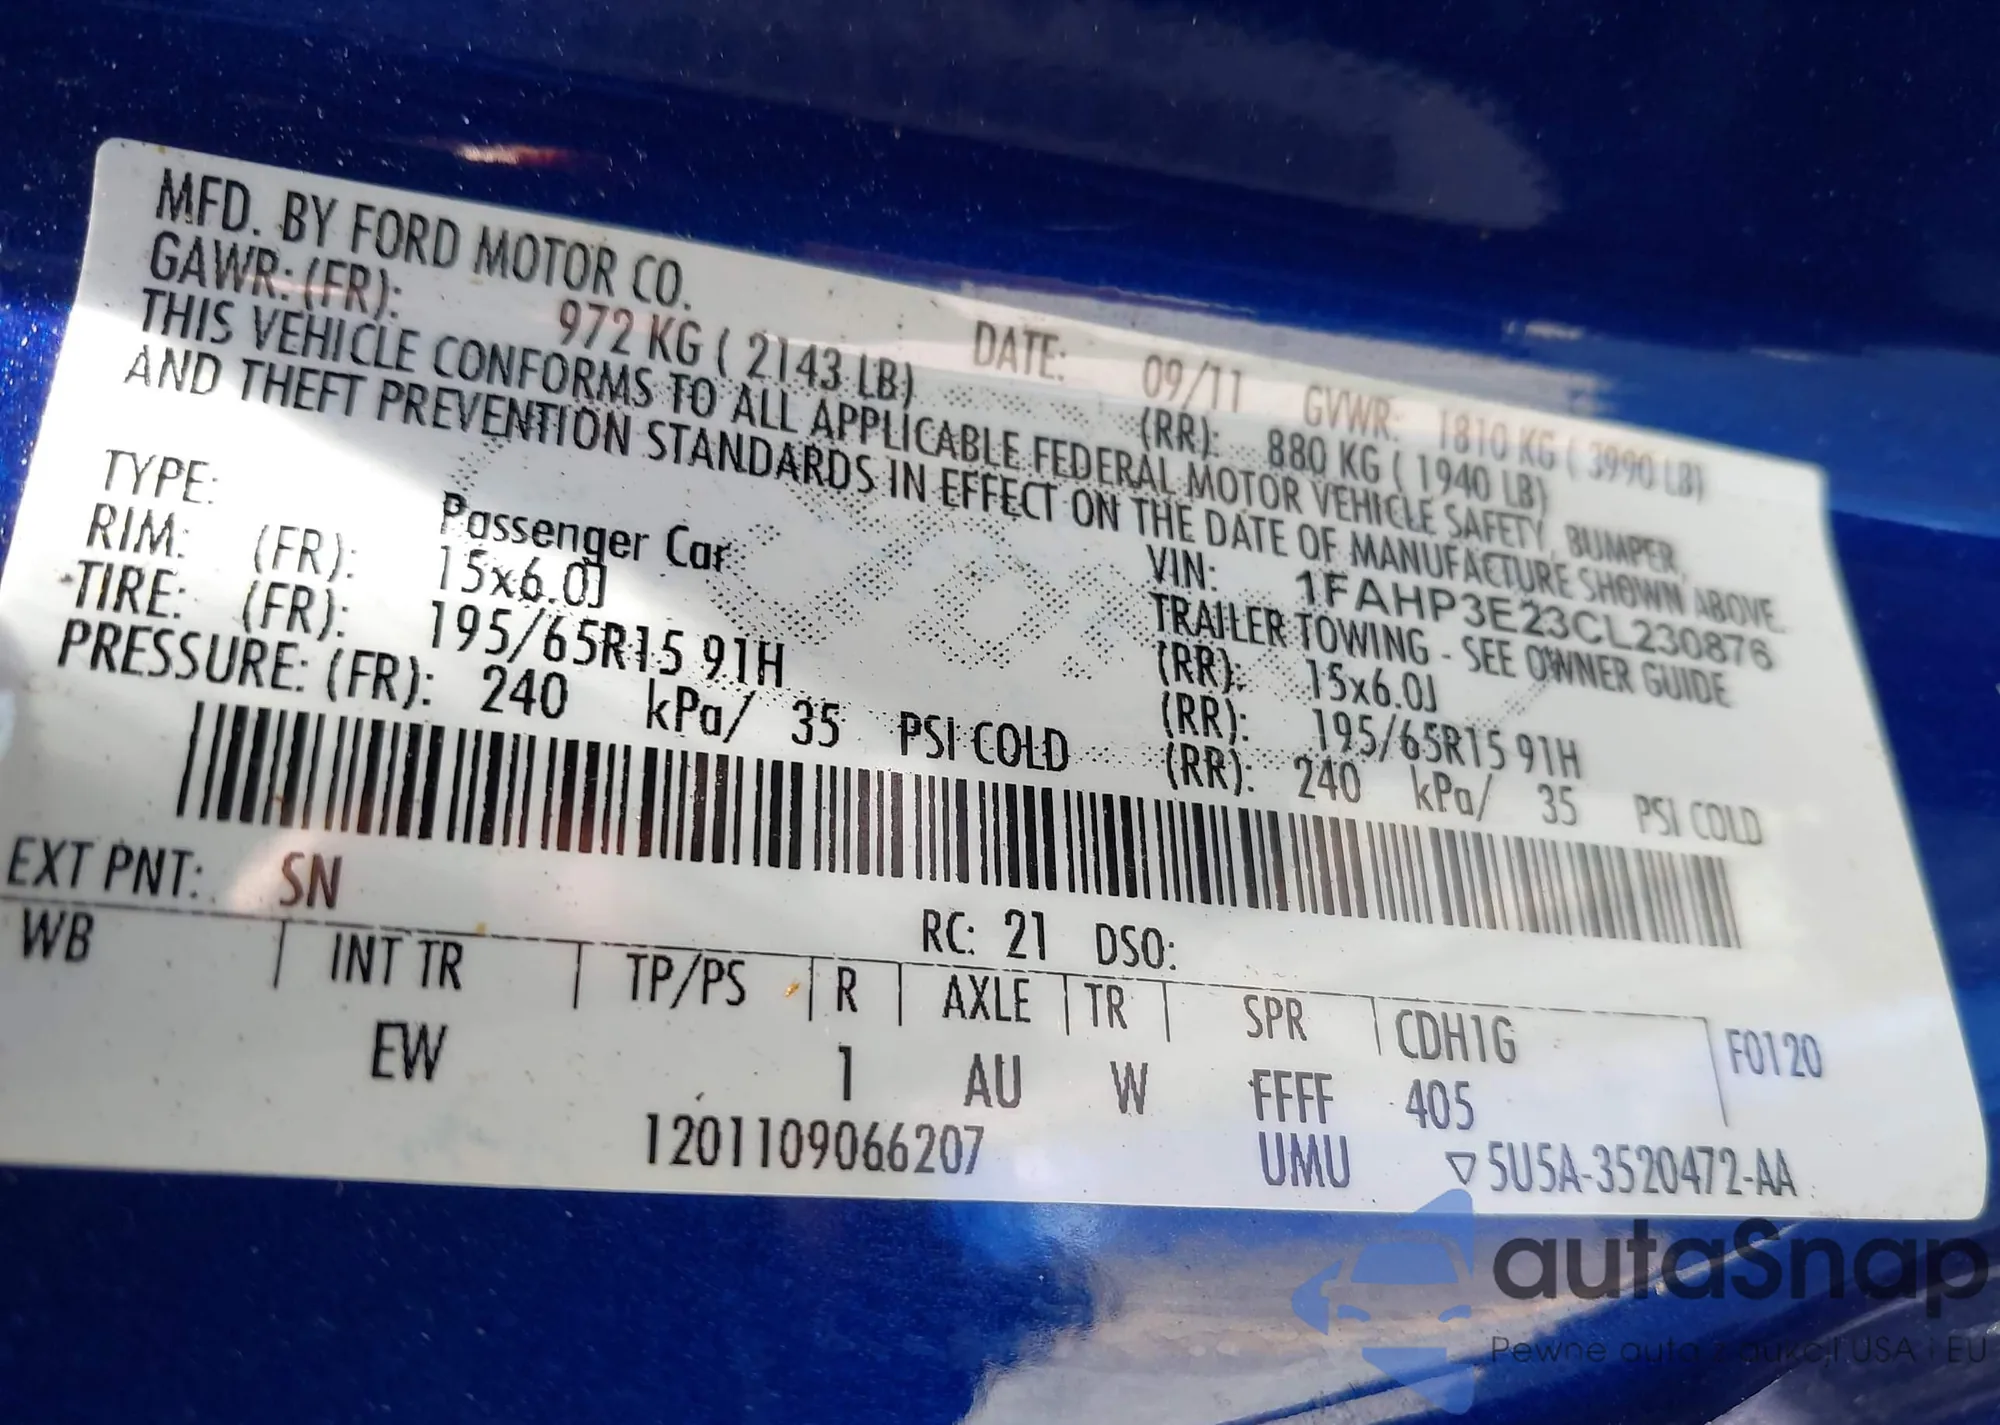 MFD. BY FORD MOTOR CO. DATE: 09/11 GVWR: 1810 KG ( 3990 LB)
GAWR: (FR): 972 KG ( 2143 LB) (RR): 880 KG ( 1940 LB)
THIS VEHICLE CONFORMS TO ALL APPLICABLE FEDERAL MOTOR VEHICLE SAFETY, BUMPER,
AND THEFT PREVENTION STANDARDS IN EFFECT ON THE DATE OF MANUFACTURE SHOWN ABOVE.
VIN: 1FAHP3E23CL230876
TYPE: Passenger Car TRAILER TOWING - SEE OWNER GUIDE
RIM: (FR): 15x6.0J (RR): 15x6.0J
TIRE: (FR): 195/65R15 91H (RR): 195/65R15 91H
PRESSURE: (FR): 240 kPa/ 35 PSI COLD (RR): 240 kPa/ 35 PSI COLD
EXT PNT: SN RC: 21 DSO:
WB INT TR TP/PS R AXLE TR SPR CDH1G F0120
EW 1 AU W FFFF 405
1201109066207 UMU ▽5U5A-3520472-AA
autaSnap
Pewne auta z aukcji USA i EU